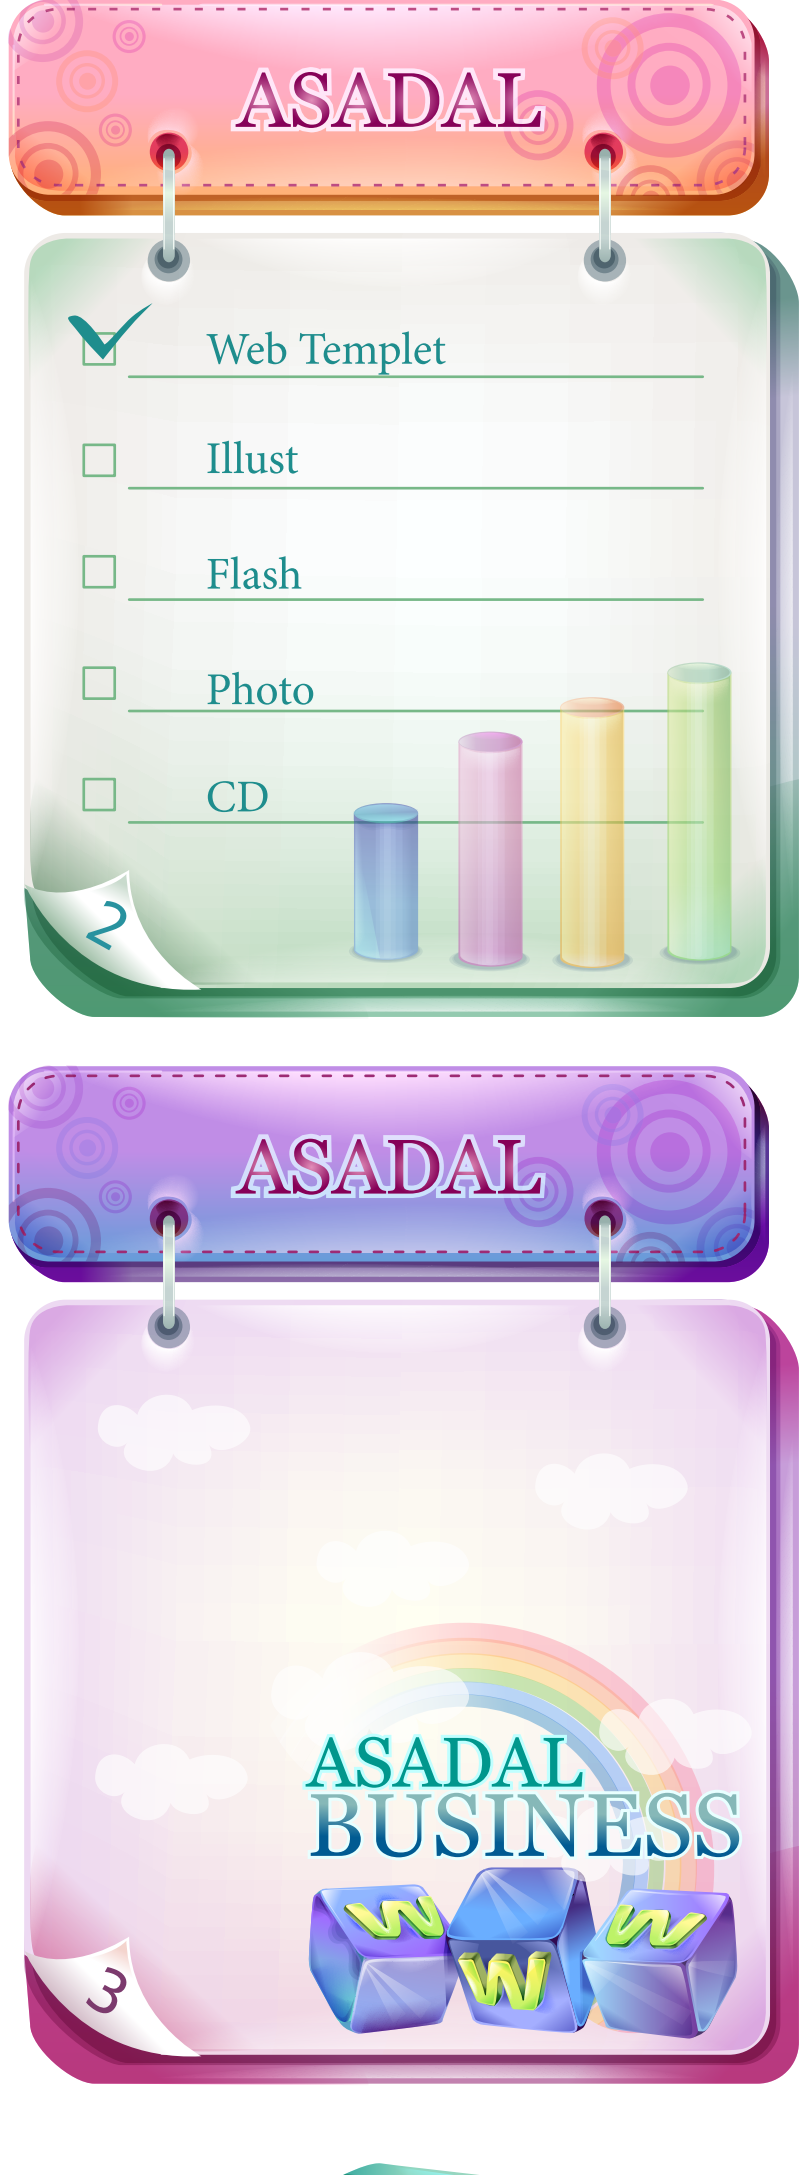 ASADAL
Web Templet
Illust
Flash
Photo
CD
2
ASADAL
ASADAL
BUSINESS
W W W
3